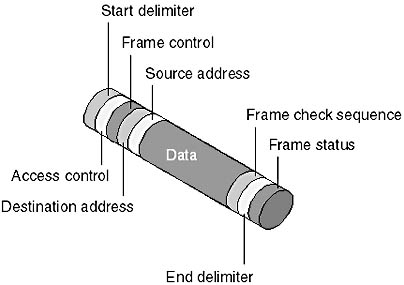 Start delimiter
Frame control
Source address
Frame check sequence
Frame status
Data
Access control
Destination address
End delimiter